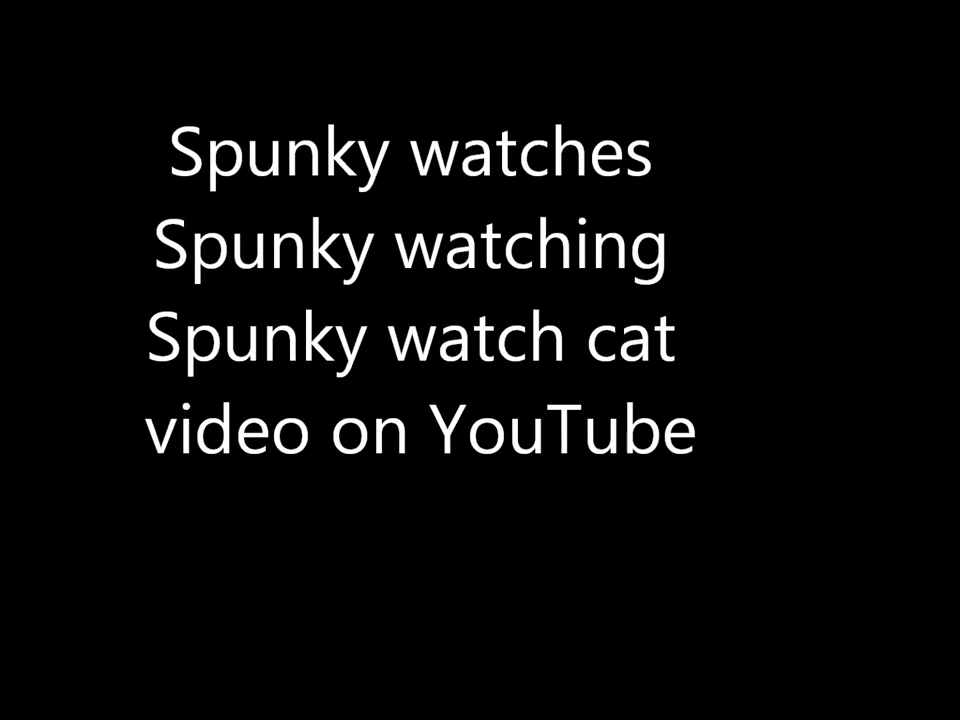 Spunky watches
Spunky watching
Spunky watch cat
video on YouTube